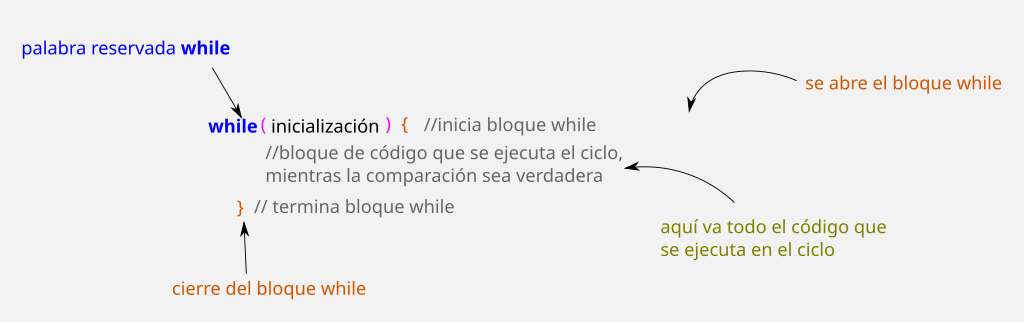 palabra reservada while
se abre el bloque while
while( inicialización ) { //inicia bloque while
//bloque de código que se ejecuta el ciclo,
mientras la comparación sea verdadera
} // termina bloque while
aquí va todo el código que
se ejecuta en el ciclo
cierre del bloque while